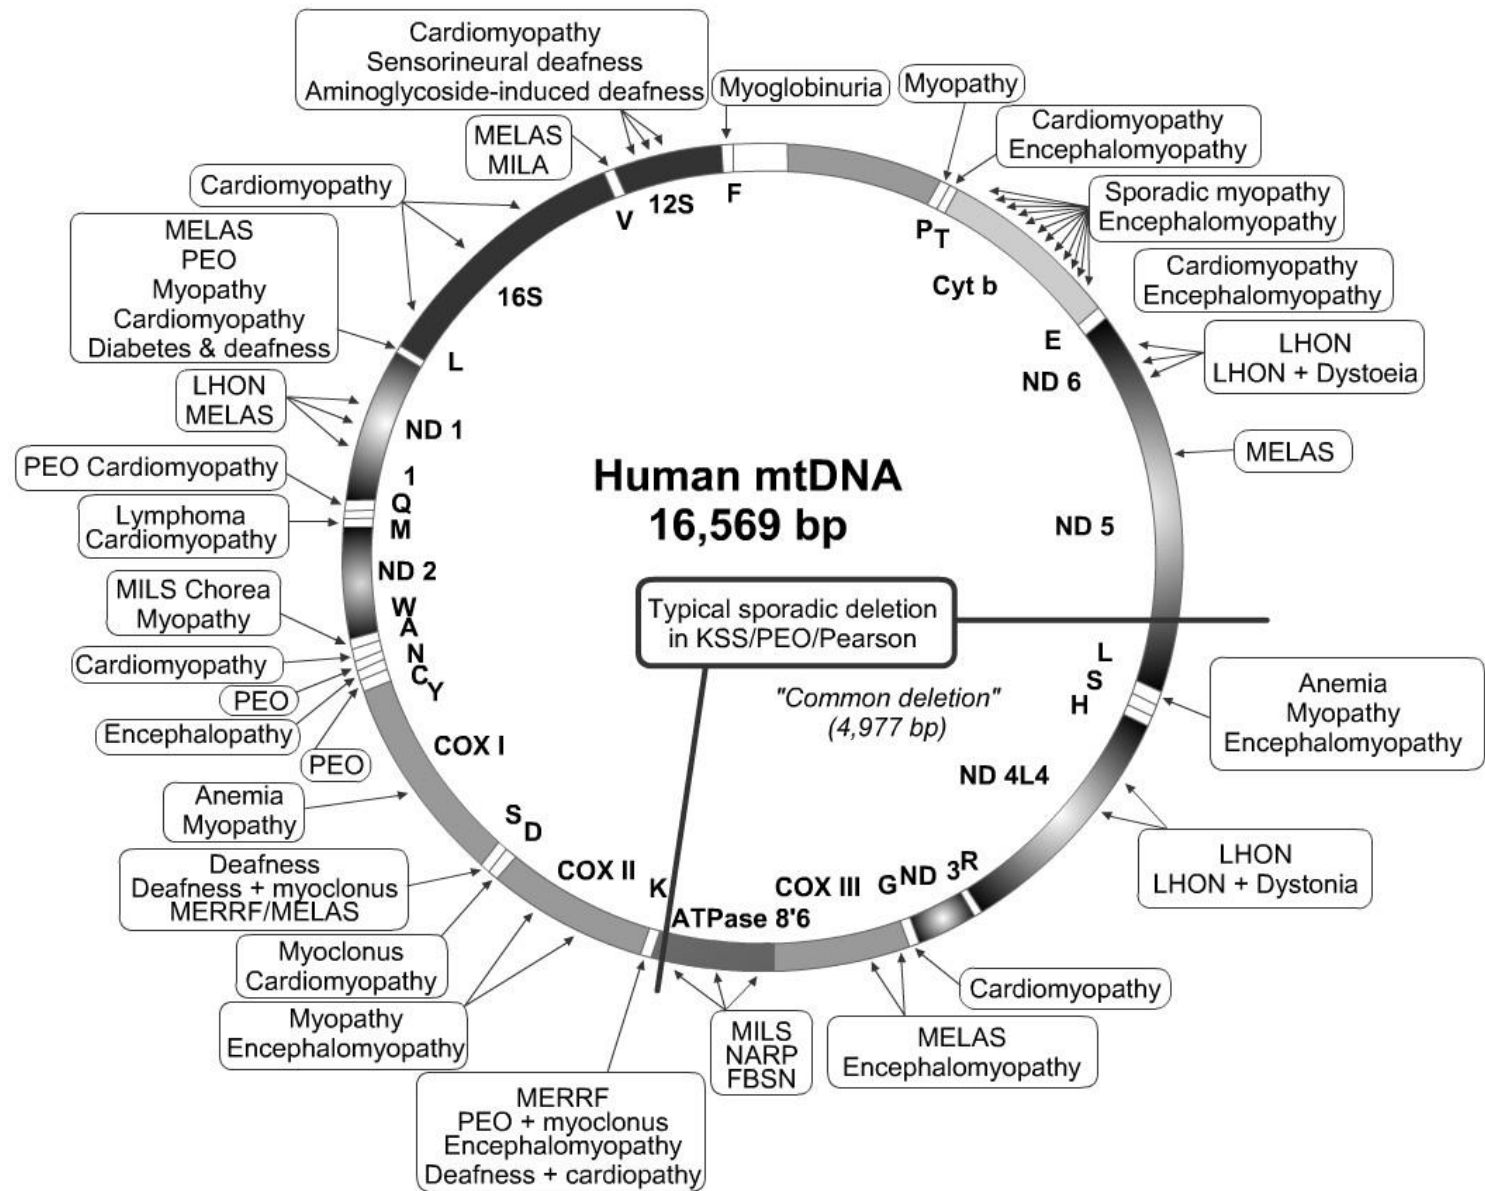 Cardiomyopathy
Sensorineural deafness
Aminoglycoside-induced deafness
Myoglobinuria
Myopathy
Cardiomyopathy
Encephalomyopathy
MELAS
MILA
Sporadic myopathy
Encephalomyopathy
Cardiomyopathy
MELAS
PEO
Myopathy
Cardiomyopathy
Diabetes & deafness
Cardiomyopathy
Encephalomyopathy
LHON
LHON + Dystoeia
LHON
MELAS
MELAS
PEO Cardiomyopathy
Lymphoma
Cardiomyopathy
MILS Chorea
Myopathy
Cardiomyopathy
PEO
Encephalopathy
PEO
Anemia
Myopathy
Encephalomyopathy
Anemia
Myopathy
Deafness
Deafness + myoclonus
MERRF/MELAS
LHON
LHON + Dystonia
Myoclonus
Cardiomyopathy
Myopathy
Encephalomyopathy
Cardiomyopathy
MILS
NARP
FBSN
MELAS
Encephalomyopathy
MERRF
PEO + myoclonus
Encephalomyopathy
Deafness + cardiopathy
F
12S
V
16S
L
ND 1
1
Q
M
ND 2
W
A
N
C
Y
COX I
S
D
COX II
K
ATPase 8'6
COX III
G
ND 3
R
ND 4L4
H
S
L
ND 5
ND 6
E
Cyt b
T
P
Human mtDNA
16,569 bp
Typical sporadic deletion
in KSS/PEO/Pearson
"Common deletion"
(4,977 bp)